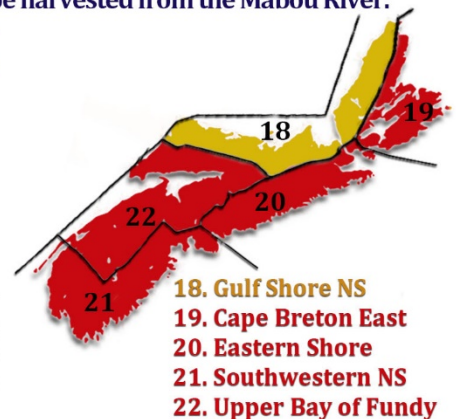 be harvested from the Mabou River.
18
19
20
22
21
18. Gulf Shore NS
19. Cape Breton East
20. Eastern Shore
21. Southwestern NS
22. Upper Bay of Fundy